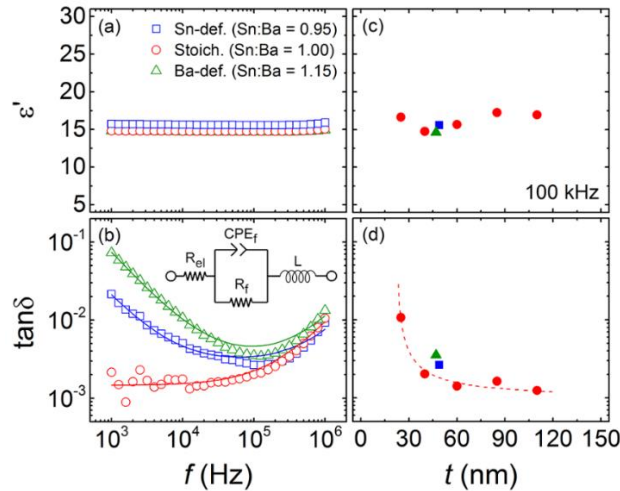 (a)
Sn-def. (Sn:Ba = 0.95)
Stoich. (Sn:Ba = 1.00)
Ba-def. (Sn:Ba = 1.15)
30
25
20
15
10
5
ε'
(c)
100 kHz
(b)
CPE_f
R_el
L
R_f
10⁻¹
10⁻²
10⁻³
tanδ
10³ 10⁴ 10⁵ 10⁶
f (Hz)
(d)
0 30 60 90 120 150
t (nm)